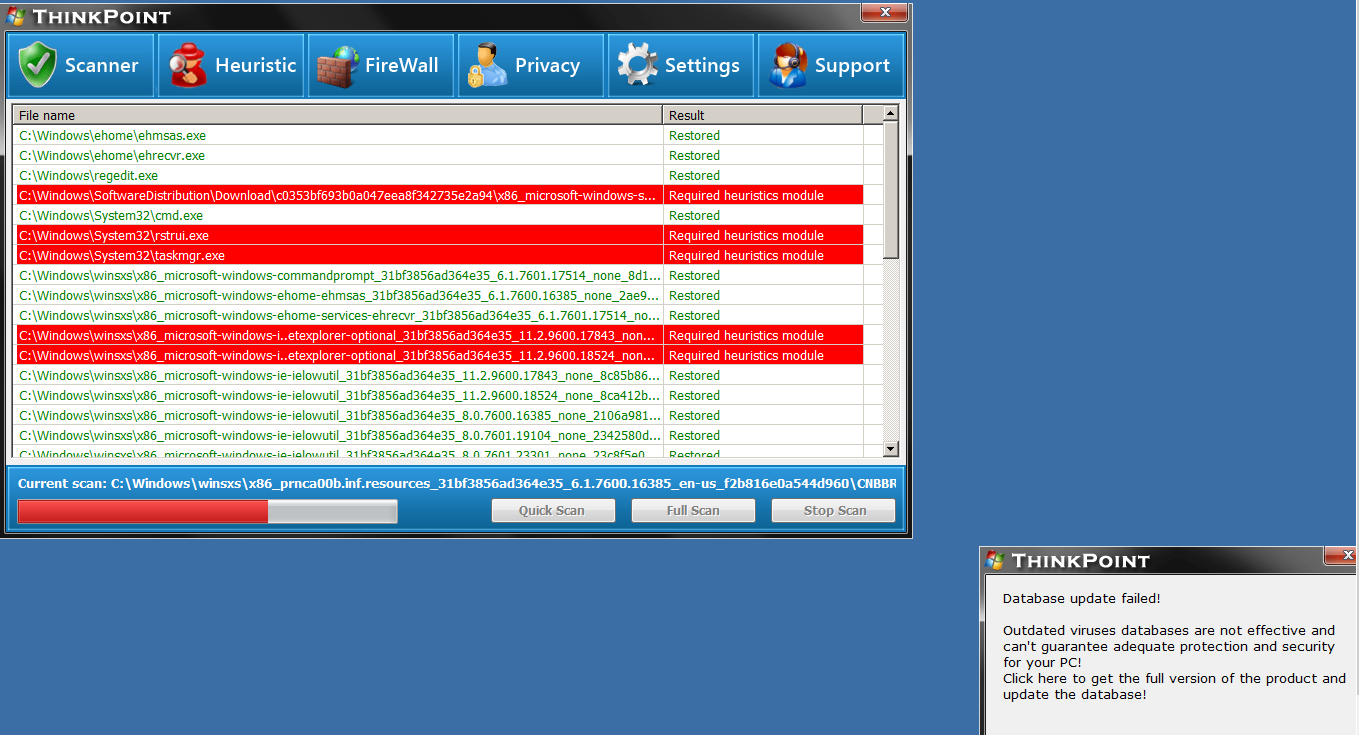 THINKPOINT
Scanner Heuristic FireWall Privacy Settings Support
File name Result
C:\Windows\ehome\ehmsas.exe Restored
C:\Windows\ehome\ehrecvr.exe Restored
C:\Windows\regedit.exe Restored
C:\Windows\SoftwareDistribution\Download\c0353bf693b0a047eea8f342735e2a94\x86_microsoft-windows-s... Required heuristics module
C:\Windows\System32\cmd.exe Restored
C:\Windows\System32\rstrui.exe Required heuristics module
C:\Windows\System32\taskmgr.exe Required heuristics module
C:\Windows\winsxs\x86_microsoft-windows-commandprompt_31bf3856ad364e35_6.1.7601.17514_none_8d1... Restored
C:\Windows\winsxs\x86_microsoft-windows-ehome-ehmsas_31bf3856ad364e35_6.1.7600.16385_none_2ae9... Restored
C:\Windows\winsxs\x86_microsoft-windows-ehome-services-ehrecvr_31bf3856ad364e35_6.1.7601.17514_no... Restored
C:\Windows\winsxs\x86_microsoft-windows-i..etexplorer-optional_31bf3856ad364e35_11.2.9600.17843_non... Required heuristics module
C:\Windows\winsxs\x86_microsoft-windows-i..etexplorer-optional_31bf3856ad364e35_11.2.9600.18524_non... Required heuristics module
C:\Windows\winsxs\x86_microsoft-windows-ie-ielowutil_31bf3856ad364e35_11.2.9600.17843_none_8c85b86... Restored
C:\Windows\winsxs\x86_microsoft-windows-ie-ielowutil_31bf3856ad364e35_11.2.9600.18524_none_8ca412b... Restored
C:\Windows\winsxs\x86_microsoft-windows-ie-ielowutil_31bf3856ad364e35_8.0.7600.16385_none_2106a981... Restored
C:\Windows\winsxs\x86_microsoft-windows-ie-ielowutil_31bf3856ad364e35_8.0.7601.19104_none_2342580d... Restored
C:\Windows\winsxs\x86_microsoft-windows-ie-ielowutil_31bf3856ad364e35_8.0.7601.23301_none_23c8f5e0... Restored
Current scan: C:\Windows\winsxs\x86_prnca00b.inf.resources_31bf3856ad364e35_6.1.7600.16385_en-us_f2b816e0a544d960\CNBBR
Quick Scan Full Scan Stop Scan
THINKPOINT
Database update failed!
Outdated viruses databases are not effective and
can't guarantee adequate protection and security
for your PC!
Click here to get the full version of the product and
update the database!